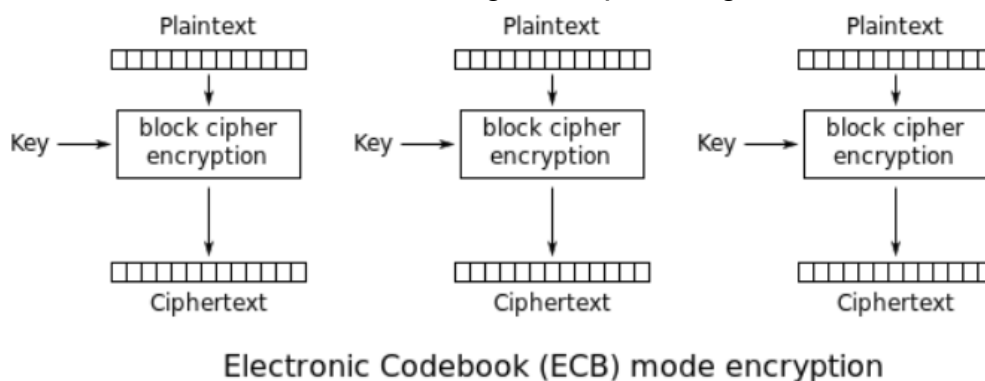 Plaintext Plaintext Plaintext
Key block cipher encryption Key block cipher encryption Key block cipher encryption
Ciphertext Ciphertext Ciphertext
Electronic Codebook (ECB) mode encryption